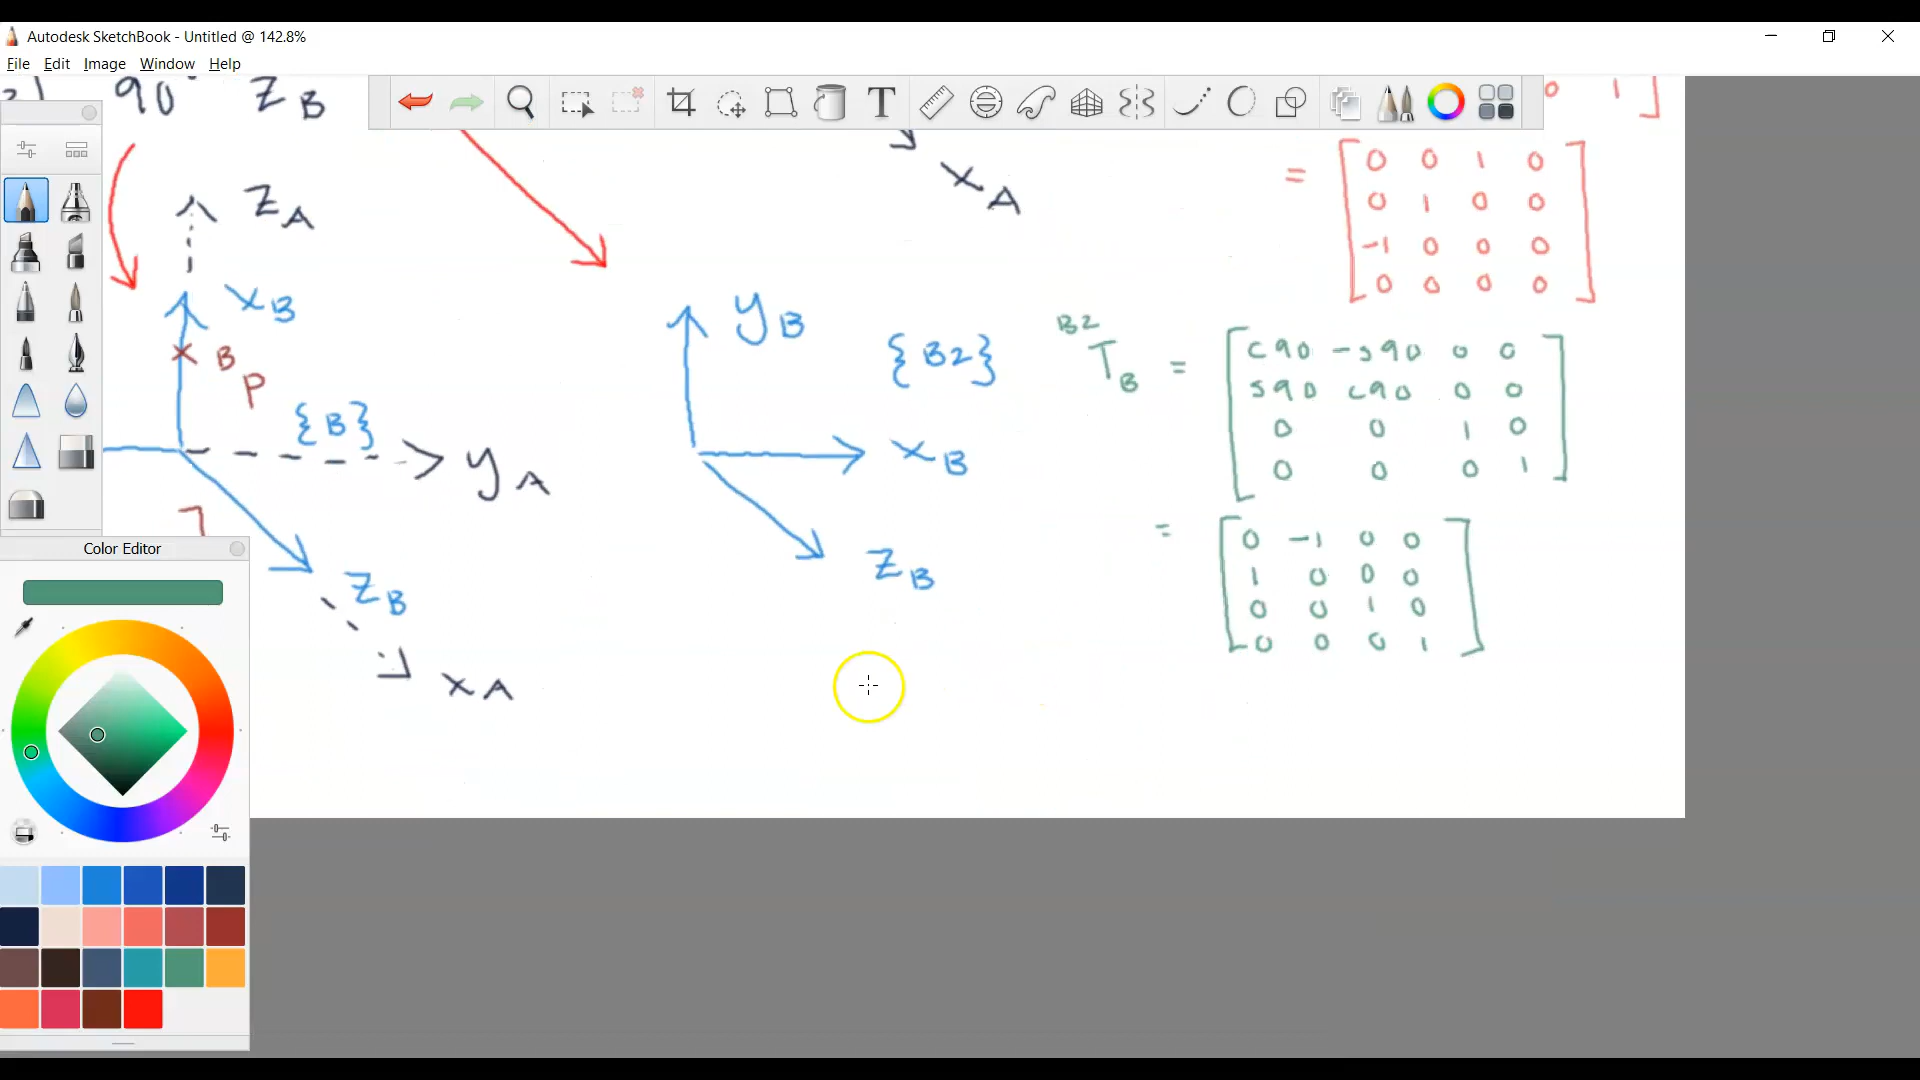 Autodesk SketchBook - Untitled @ 142.8%
File Edit Image Window Help
90° Z B
0 1 ]
X A
= [ 0 0 1 0
0 1 0 0
-1 0 0 0
0 0 0 0 ]
Z A
X B
B P
{B}
y A
Z B
X A
y B
{B2}
X B
Z B
B2 T B = [ C90 -S90 0 0
S90 C90 0 0
0 0 1 0
0 0 0 1 ]
= [ 0 -1 0 0
1 0 0 0
0 0 1 0
0 0 0 1 ]
Color Editor